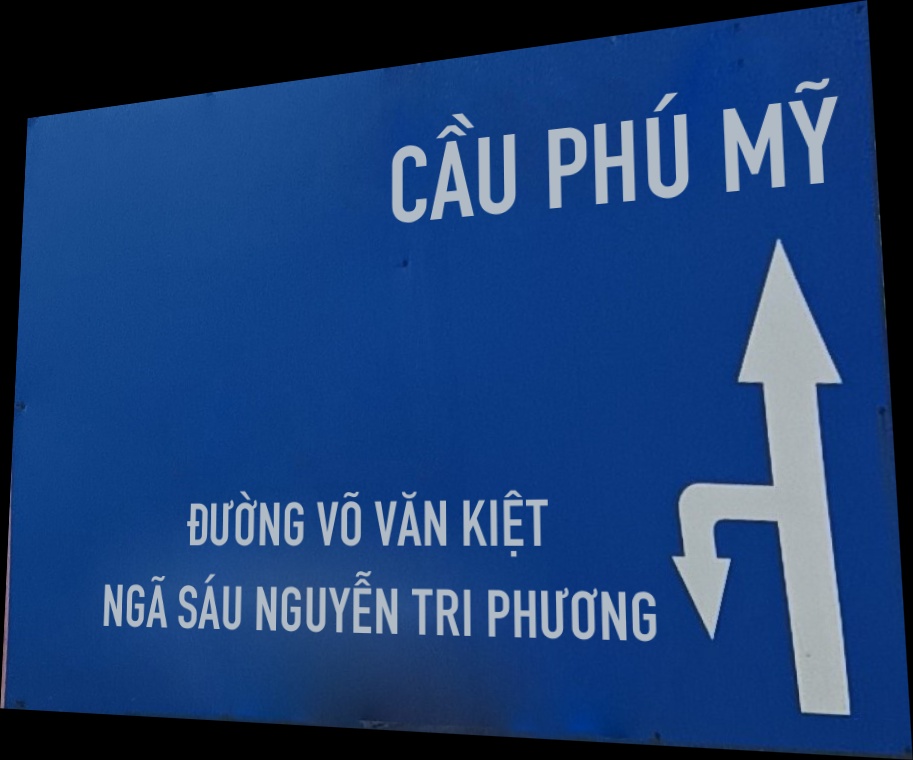 CẦU PHÚ MỸ
ĐƯỜNG VÕ VĂN KIỆT
NGÃ SÁU NGUYỄN TRI PHƯƠNG